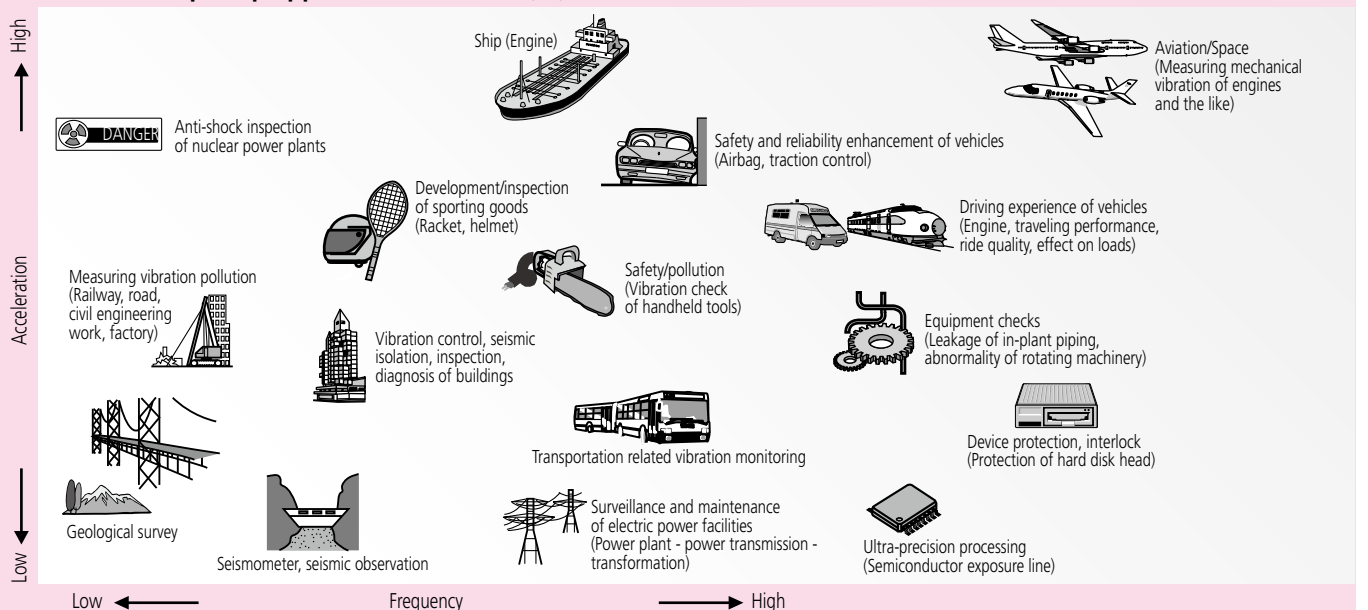 High
Ship (Engine)
Aviation/Space
(Measuring mechanical
vibration of engines
and the like)
DANGER
Anti-shock inspection
of nuclear power plants
Safety and reliability enhancement of vehicles
(Airbag, traction control)
Development/inspection
of sporting goods
(Racket, helmet)
Driving experience of vehicles
(Engine, traveling performance,
ride quality, effect on loads)
Acceleration
Measuring vibration pollution
(Railway, road,
civil engineering
work, factory)
Safety/pollution
(Vibration check
of handheld tools)
Vibration control, seismic
isolation, inspection,
diagnosis of buildings
Equipment checks
(Leakage of in-plant piping,
abnormality of rotating machinery)
Device protection, interlock
(Protection of hard disk head)
Transportation related vibration monitoring
Geological survey
Seismometer, seismic observation
Surveillance and maintenance
of electric power facilities
(Power plant - power transmission -
transformation)
Ultra-precision processing
(Semiconductor exposure line)
Low
Low
Frequency
High